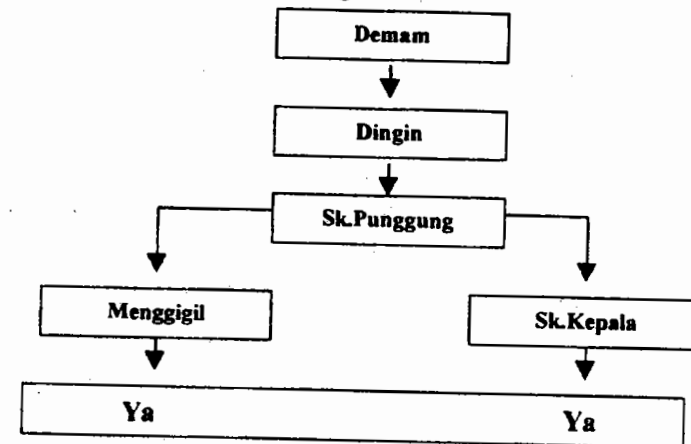 Demam
Dingin
Sk.Punggung
Menggigil
Sk.Kepala
Ya Ya